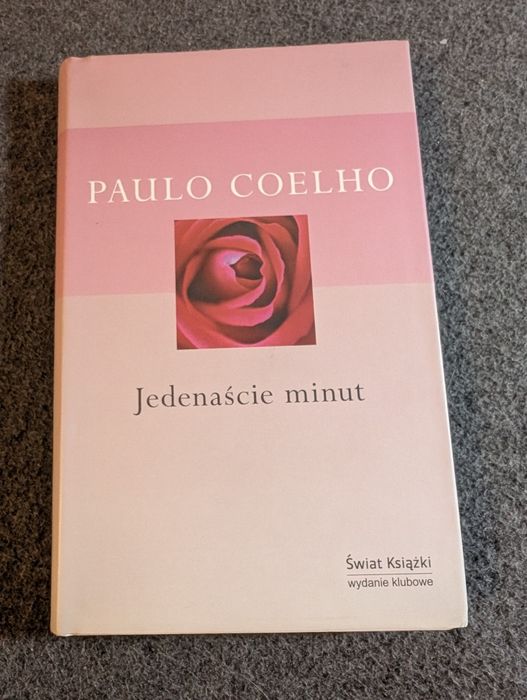 PAULO COELHO
Jedenaście minut
Świat Książki
wydanie klubowe